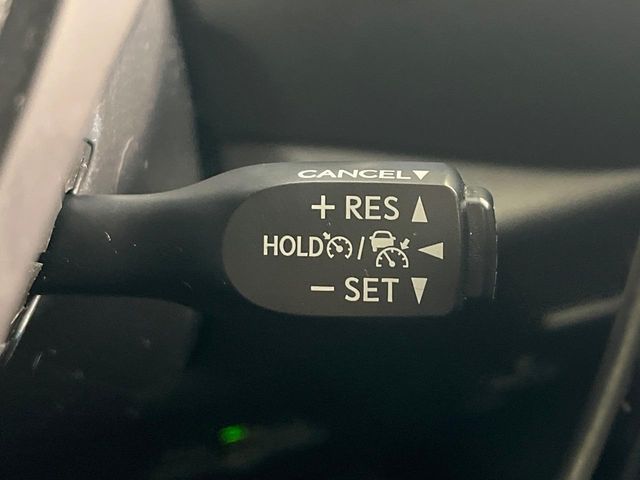 CANCEL▼
+ RES ▲
HOLD / ◀
− SET ▼